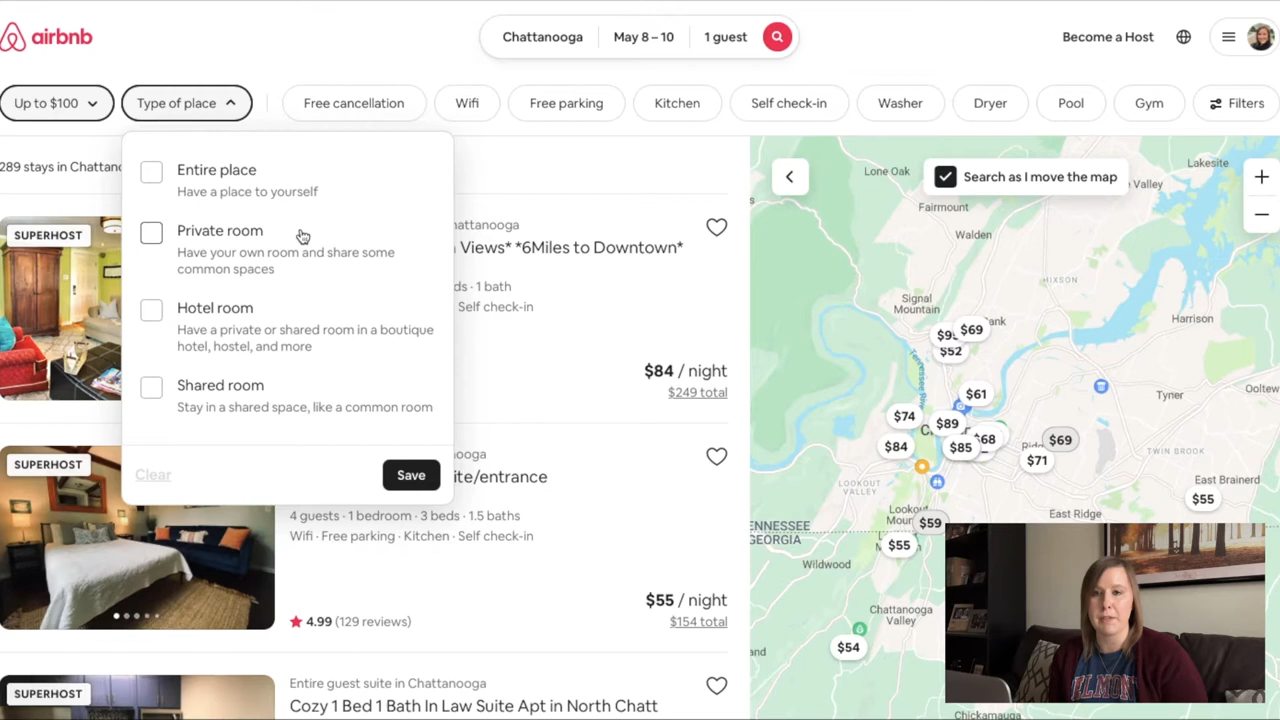 airbnb
Chattanooga
May 8 – 10
1 guest
Become a Host
Up to $100
Type of place
Free cancellation
Wifi
Free parking
Kitchen
Self check-in
Washer
Dryer
Pool
Gym
Filters
289 stays in Chattano
Entire place
Have a place to yourself
Private room
Have your own room and share some
common spaces
Hotel room
Have a private or shared room in a boutique
hotel, hostel, and more
Shared room
Stay in a shared space, like a common room
Clear
Save
SUPERHOST
hattanooga
Views* *6Miles to Downtown*
ds · 1 bath
Self check-in
$84 / night
$249 total
SUPERHOST
ooga
ite/entrance
4 guests · 1 bedroom · 3 beds · 1.5 baths
Wifi · Free parking · Kitchen · Self check-in
4.99 (129 reviews)
$55 / night
$154 total
SUPERHOST
Entire guest suite in Chattanooga
Cozy 1 Bed 1 Bath In Law Suite Apt in North Chatt
Search as I move the map
Lone Oak
Lakesite
Valley
Fairmount
Walden
HIXSON
Signal
Mountain
ank
Harrison
$69
$52
$61
Tyner
Ooltew
$74
$89
$68
$84
$85
$69
$71
TWIN BROOK
East Brainerd
$55
LOOKOUT
VALLEY
East Ridge
Lookou
Moun
$59
ENNESSEE
GEORGIA
$55
Wildwood
Chattanooga
Valley
$54
Chickamauga
Tennessee Riv
+
−